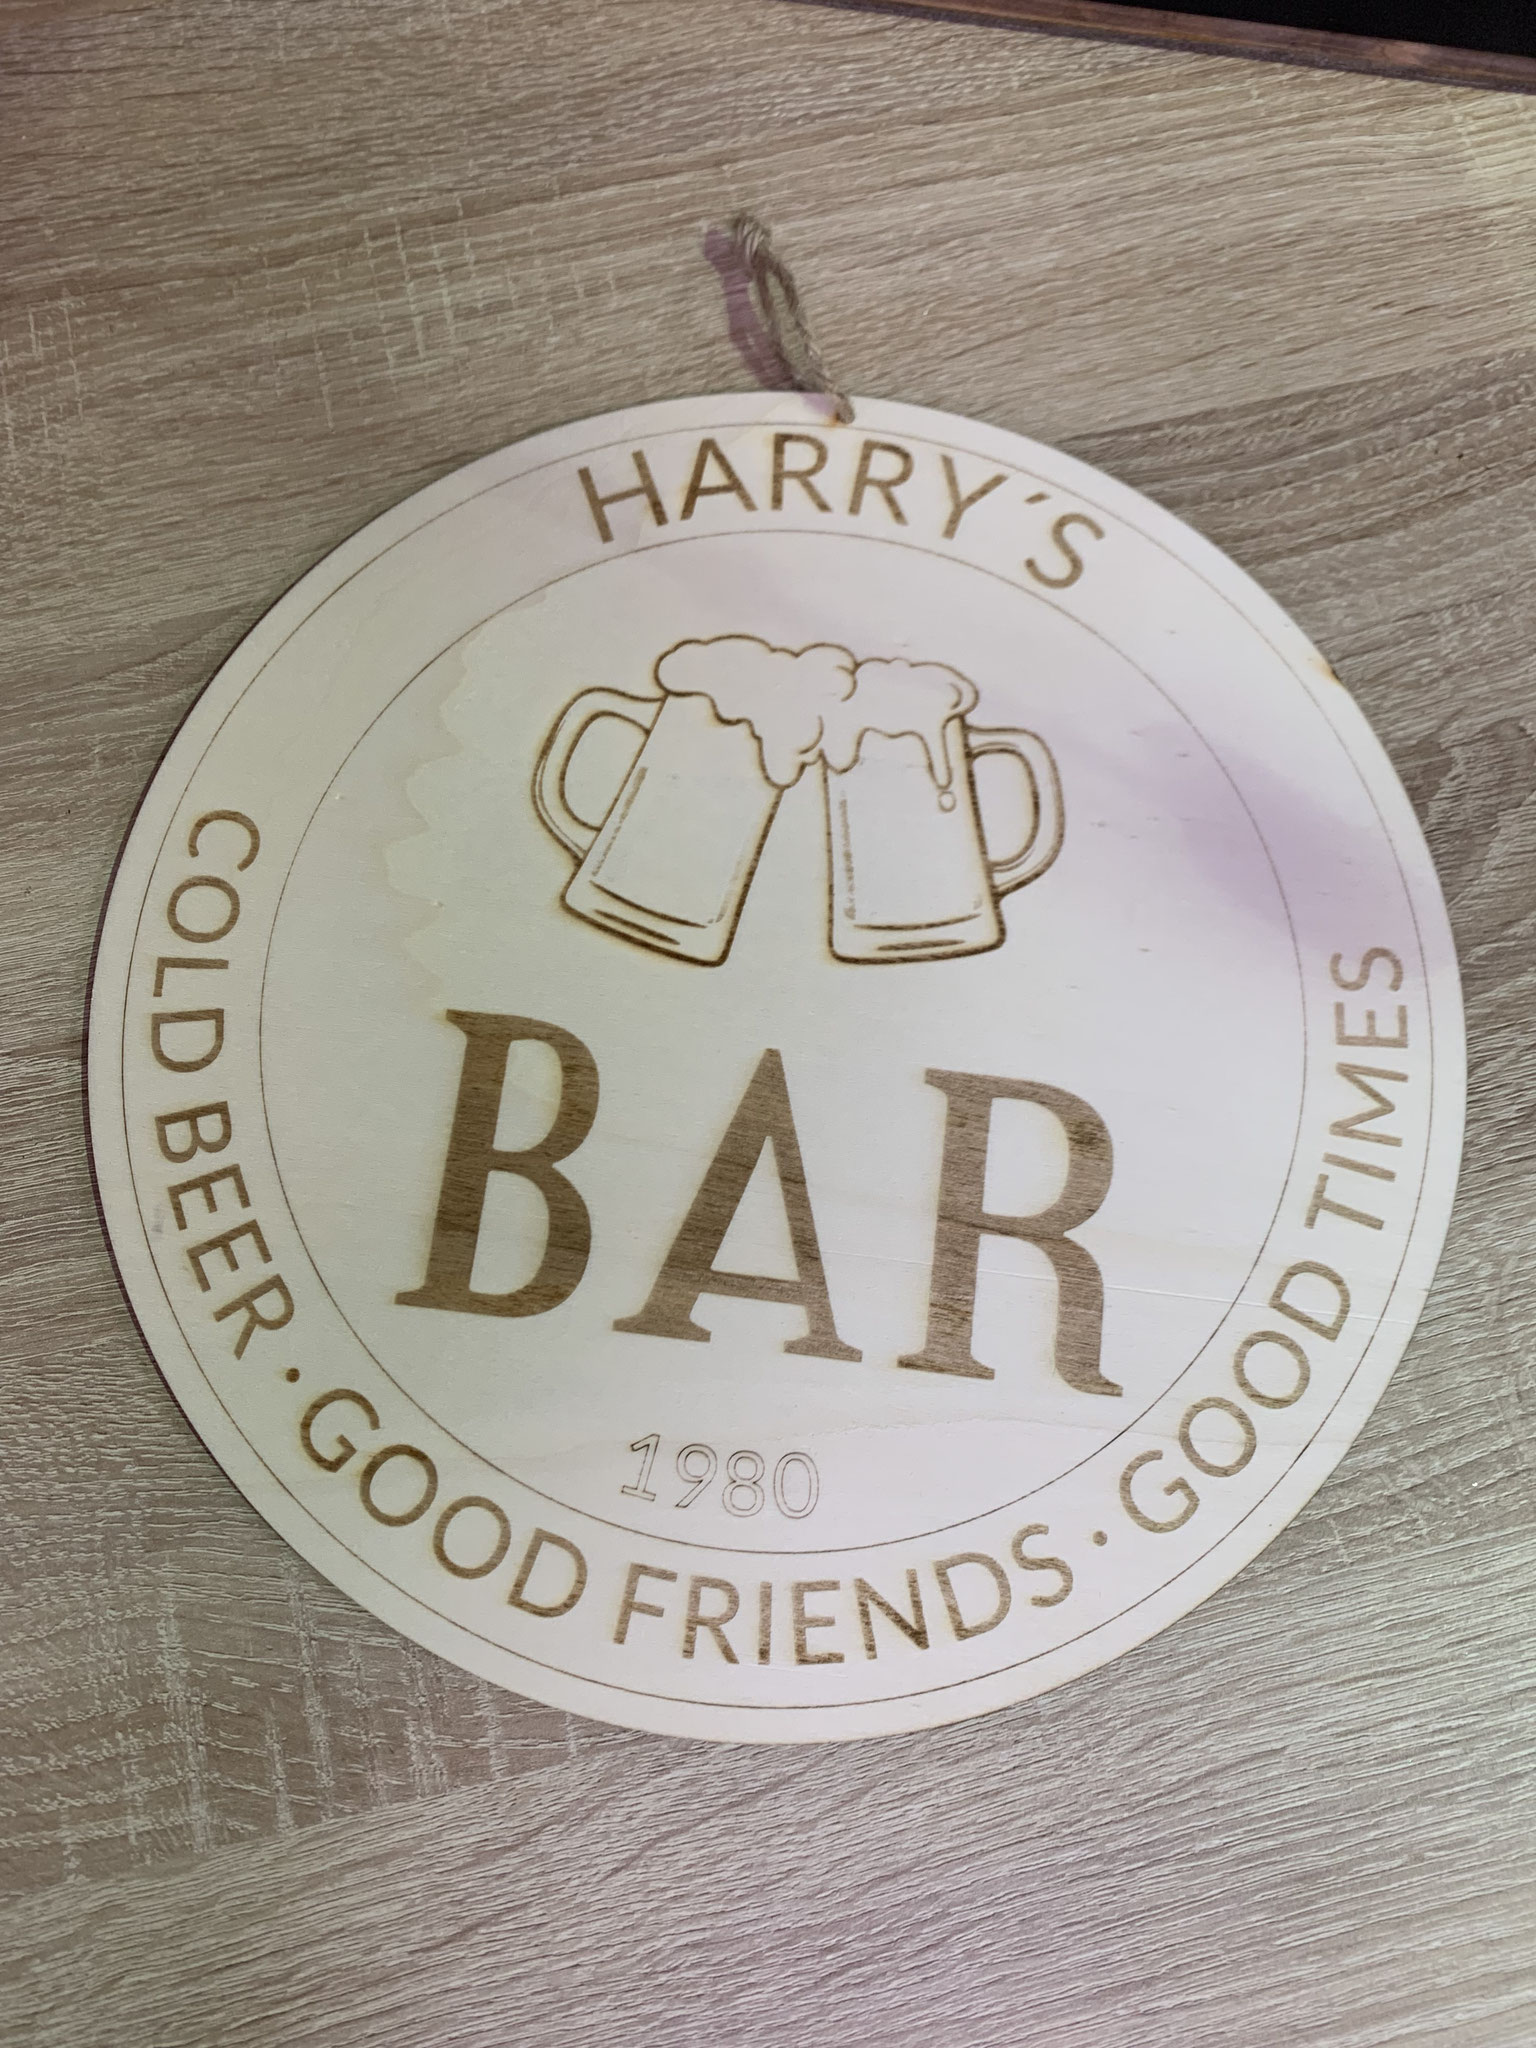 HARRY'S
BAR
1980
COLD BEER · GOOD FRIENDS · GOOD TIMES